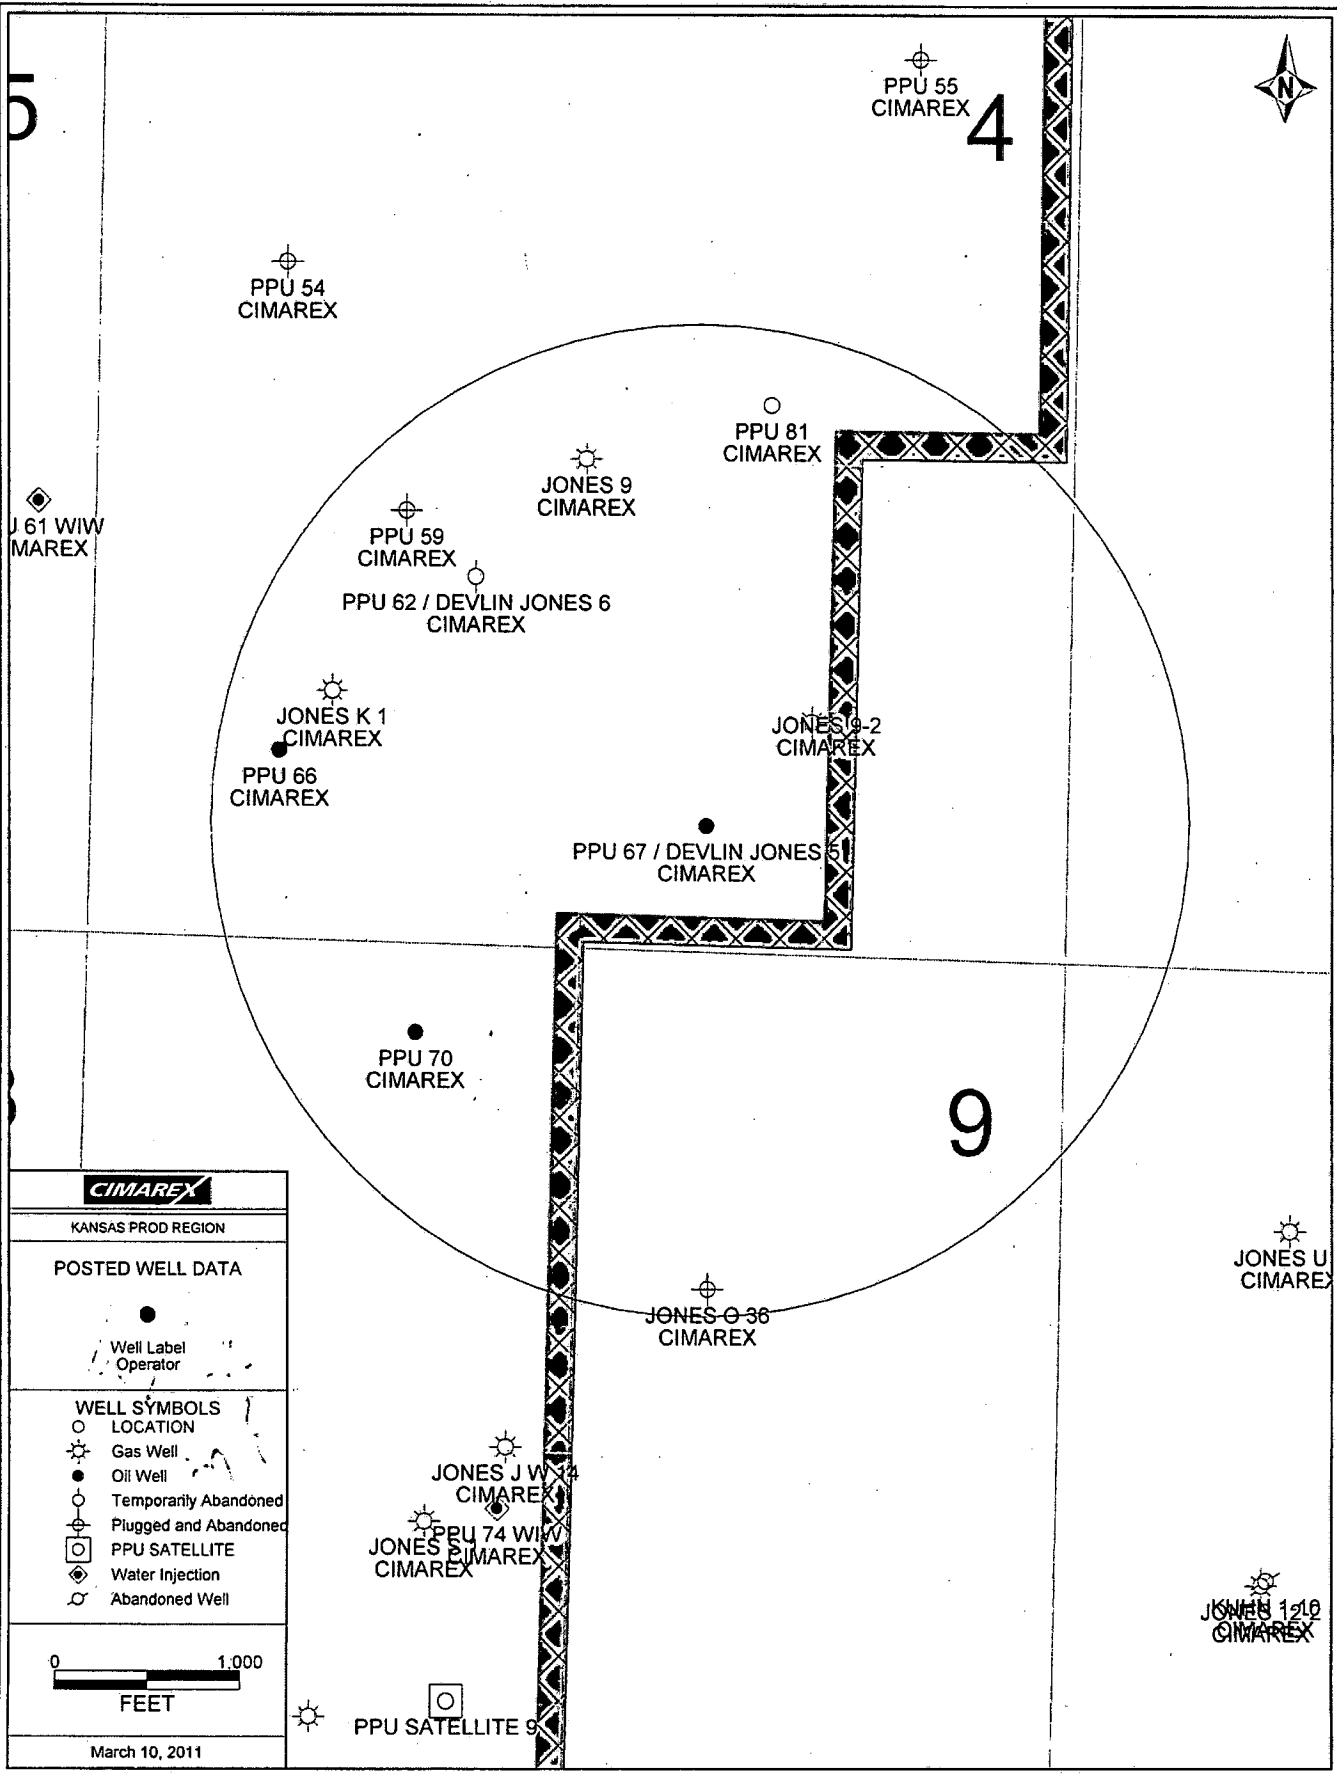 5
PPU 55
CIMAREX
4
N
PPU 54
CIMAREX
PPU 81
CIMAREX
JONES 9
CIMAREX
61 WIW
MAREX
PPU 59
CIMAREX
PPU 62 / DEVLIN JONES 6
CIMAREX
JONES K 1
CIMAREX
JONES 9-2
CIMAREX
PPU 66
CIMAREX
PPU 67 / DEVLIN JONES 5
CIMAREX
PPU 70
CIMAREX
9
JONES U
CIMAREX
JONES O 36
CIMAREX
JONES J W 14
CIMAREX
PPU 74 WIW
CIMAREX
JONES
CIMAREX
JONES 12-2
CIMAREX
PPU SATELLITE 9
CIMAREX
KANSAS PROD REGION
POSTED WELL DATA
Well Label
Operator
WELL SYMBOLS
LOCATION
Gas Well
Oil Well
Temporarily Abandoned
Plugged and Abandoned
PPU SATELLITE
Water Injection
Abandoned Well
0 1,000
FEET
March 10, 2011